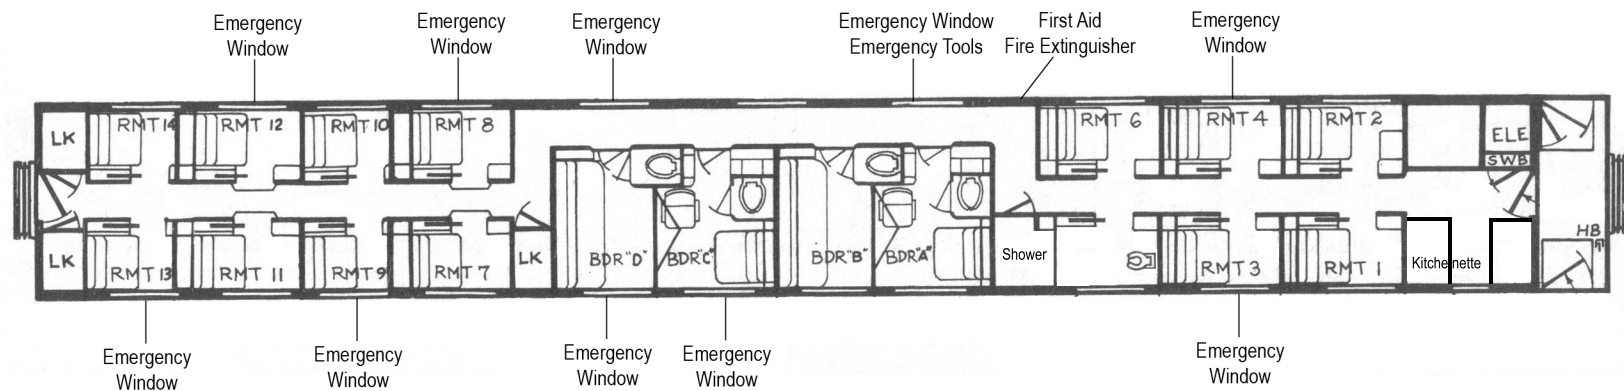 Emergency
Window
Emergency
Window
Emergency
Window
Emergency Window
Emergency Tools
First Aid
Fire Extinguisher
Emergency
Window
LK
RMT 14
RMT 12
RMT 10
RMT 8
RMT 6
RMT 4
RMT 2
ELE
SWB
HB
LK
RMT 13
RMT 11
RMT 9
RMT 7
LK
BDR "D"
BDR "C"
BDR "B"
BDR "A"
Shower
RMT 3
RMT 1
Kitchenette
Emergency
Window
Emergency
Window
Emergency
Window
Emergency
Window
Emergency
Window